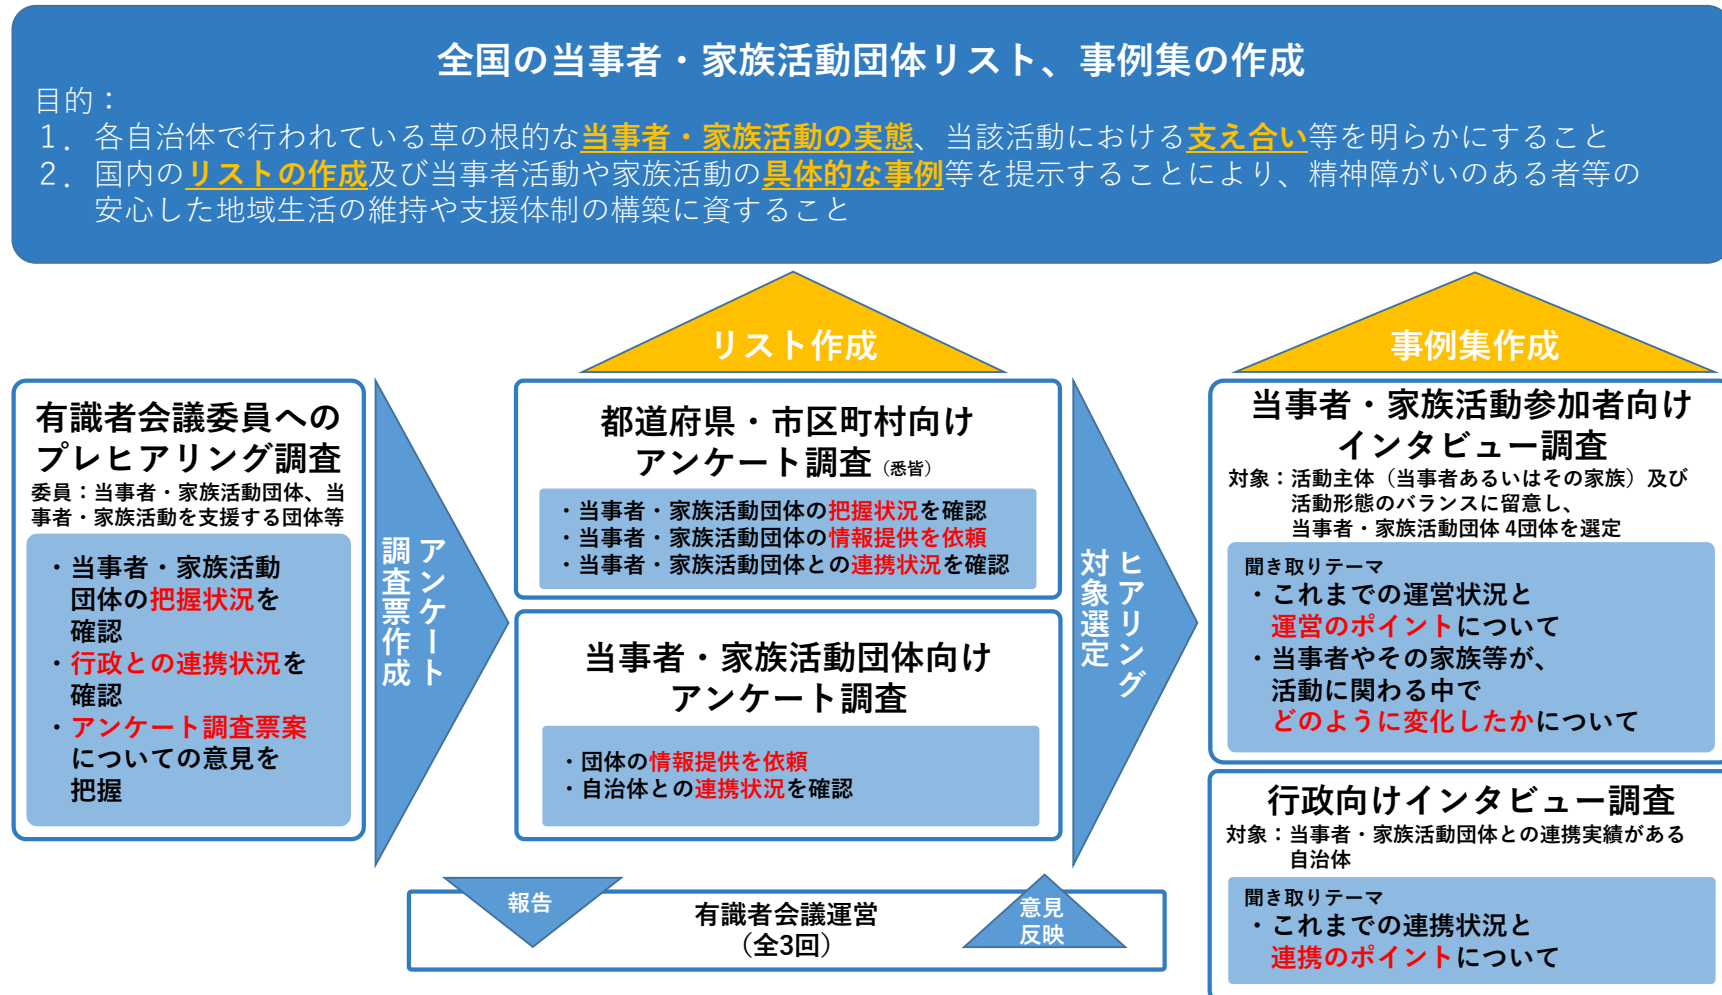 全国の当事者・家族活動団体リスト、事例集の作成
目的：
1．各自治体で行われている草の根的な当事者・家族活動の実態、当該活動における支え合い等を明らかにすること
2．国内のリストの作成及び当事者活動や家族活動の具体的な事例等を提示することにより、精神障がいのある者等の
安心した地域生活の維持や支援体制の構築に資すること
リスト作成
事例集作成
有識者会議委員への
プレヒアリング調査
委員：当事者・家族活動団体、当
事者・家族活動を支援する団体等
・当事者・家族活動
団体の把握状況を
確認
・行政との連携状況を
確認
・アンケート調査票案
についての意見を
把握
アンケート
調査票作成
都道府県・市区町村向け
アンケート調査（悉皆）
・当事者・家族活動団体の把握状況を確認
・当事者・家族活動団体の情報提供を依頼
・当事者・家族活動団体との連携状況を確認
当事者・家族活動団体向け
アンケート調査
・団体の情報提供を依頼
・自治体との連携状況を確認
ヒアリング
対象選定
当事者・家族活動参加者向け
インタビュー調査
対象：活動主体（当事者あるいはその家族）及び
活動形態のバランスに留意し、
当事者・家族活動団体 4団体を選定
聞き取りテーマ
・これまでの運営状況と
運営のポイントについて
・当事者やその家族等が、
活動に関わる中で
どのように変化したかについて
行政向けインタビュー調査
対象：当事者・家族活動団体との連携実績がある
自治体
聞き取りテーマ
・これまでの連携状況と
連携のポイントについて
報告
有識者会議運営
（全3回）
意見
反映